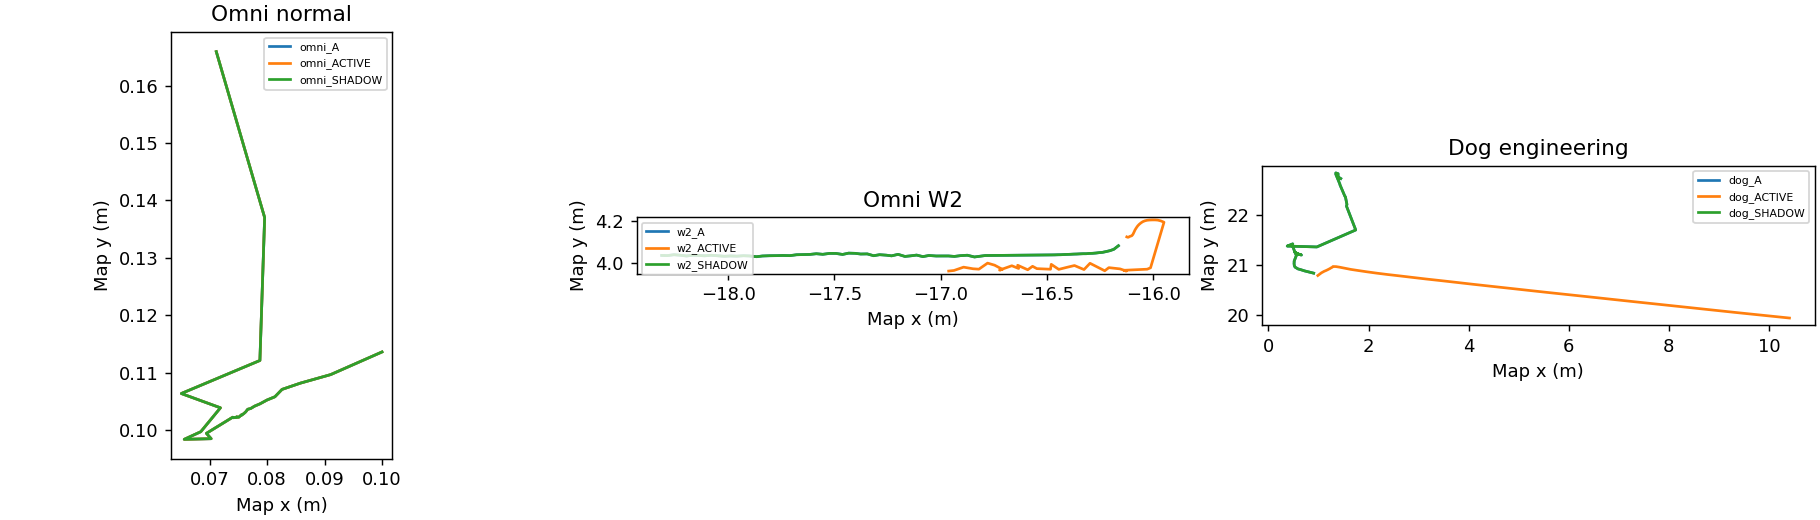 Omni normal
omni_A
omni_ACTIVE
omni_SHADOW
Map y (m)
0.16
0.15
0.14
0.13
0.12
0.11
0.10
0.07 0.08 0.09 0.10
Map x (m)
Omni W2
w2_A
w2_ACTIVE
w2_SHADOW
Map y (m)
4.2
4.0
−18.0 −17.5 −17.0 −16.5 −16.0
Map x (m)
Dog engineering
dog_A
dog_ACTIVE
dog_SHADOW
Map y (m)
22
21
20
0 2 4 6 8 10
Map x (m)